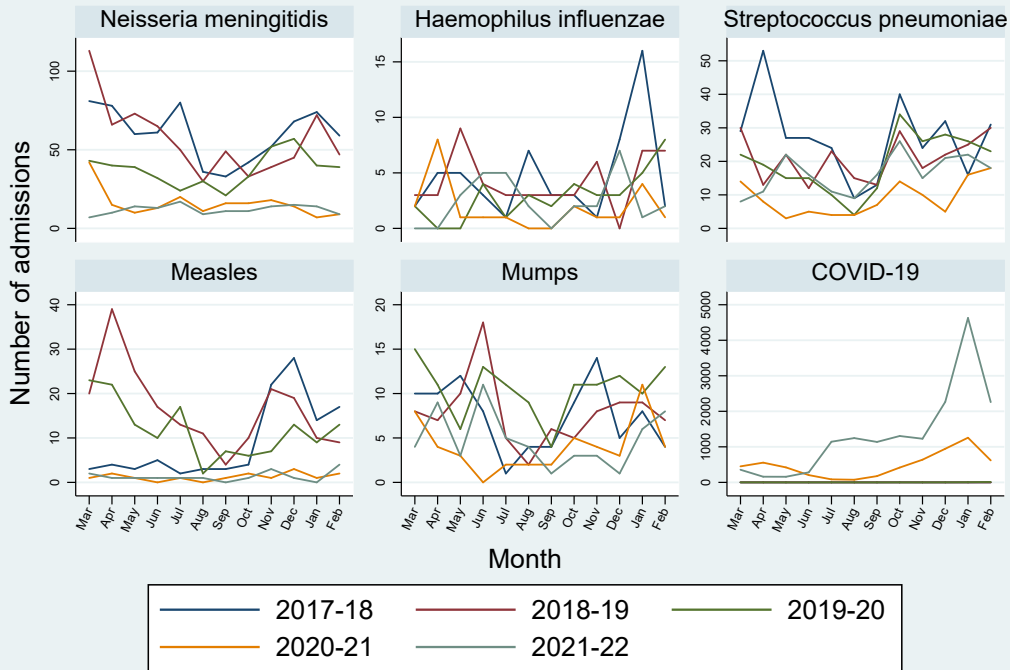 Neisseria meningitidis
Haemophilus influenzae
Streptococcus pneumoniae
0 50 100
0 5 10 15
0 10 20 30 40 50
Measles
Mumps
COVID-19
0 10 20 30 40
0 5 10 15 20
0 1000 2000 3000 4000 5000
Mar Apr May Jun Jul Aug Sep Oct Nov Dec Jan Feb
Mar Apr May Jun Jul Aug Sep Oct Nov Dec Jan Feb
Mar Apr May Jun Jul Aug Sep Oct Nov Dec Jan Feb
Number of admissions
Month
2017-18 2018-19 2019-20
2020-21 2021-22